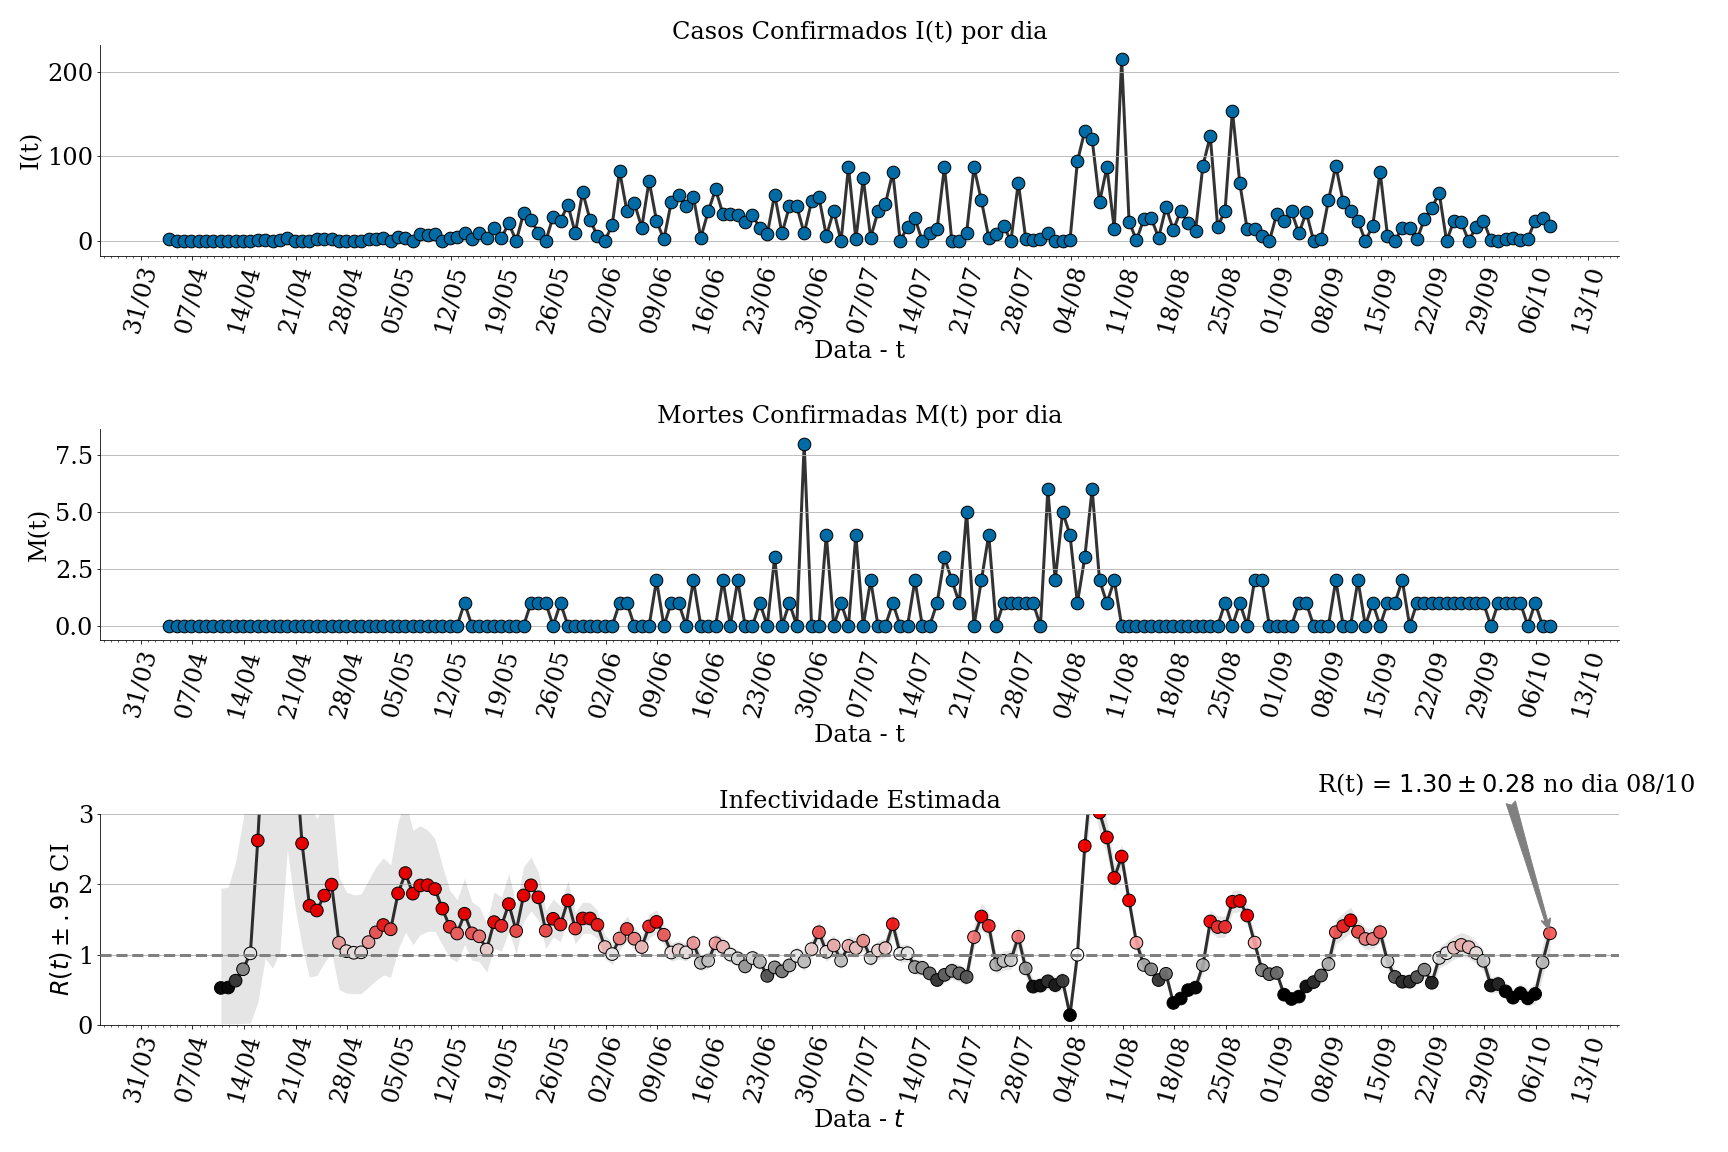 Casos Confirmados I(t) por dia
I(t)
200
100
0
31/03 07/04 14/04 21/04 28/04 05/05 12/05 19/05 26/05 02/06 09/06 16/06 23/06 30/06 07/07 14/07 21/07 28/07 04/08 11/08 18/08 25/08 01/09 08/09 15/09 22/09 29/09 06/10 13/10
Data - t
Mortes Confirmadas M(t) por dia
M(t)
7.5
5.0
2.5
0.0
31/03 07/04 14/04 21/04 28/04 05/05 12/05 19/05 26/05 02/06 09/06 16/06 23/06 30/06 07/07 14/07 21/07 28/07 04/08 11/08 18/08 25/08 01/09 08/09 15/09 22/09 29/09 06/10 13/10
Data - t
R(t) = 1.30 ± 0.28 no dia 08/10
Infectividade Estimada
R(t) ± .95 CI
3
2
1
0
31/03 07/04 14/04 21/04 28/04 05/05 12/05 19/05 26/05 02/06 09/06 16/06 23/06 30/06 07/07 14/07 21/07 28/07 04/08 11/08 18/08 25/08 01/09 08/09 15/09 22/09 29/09 06/10 13/10
Data - t